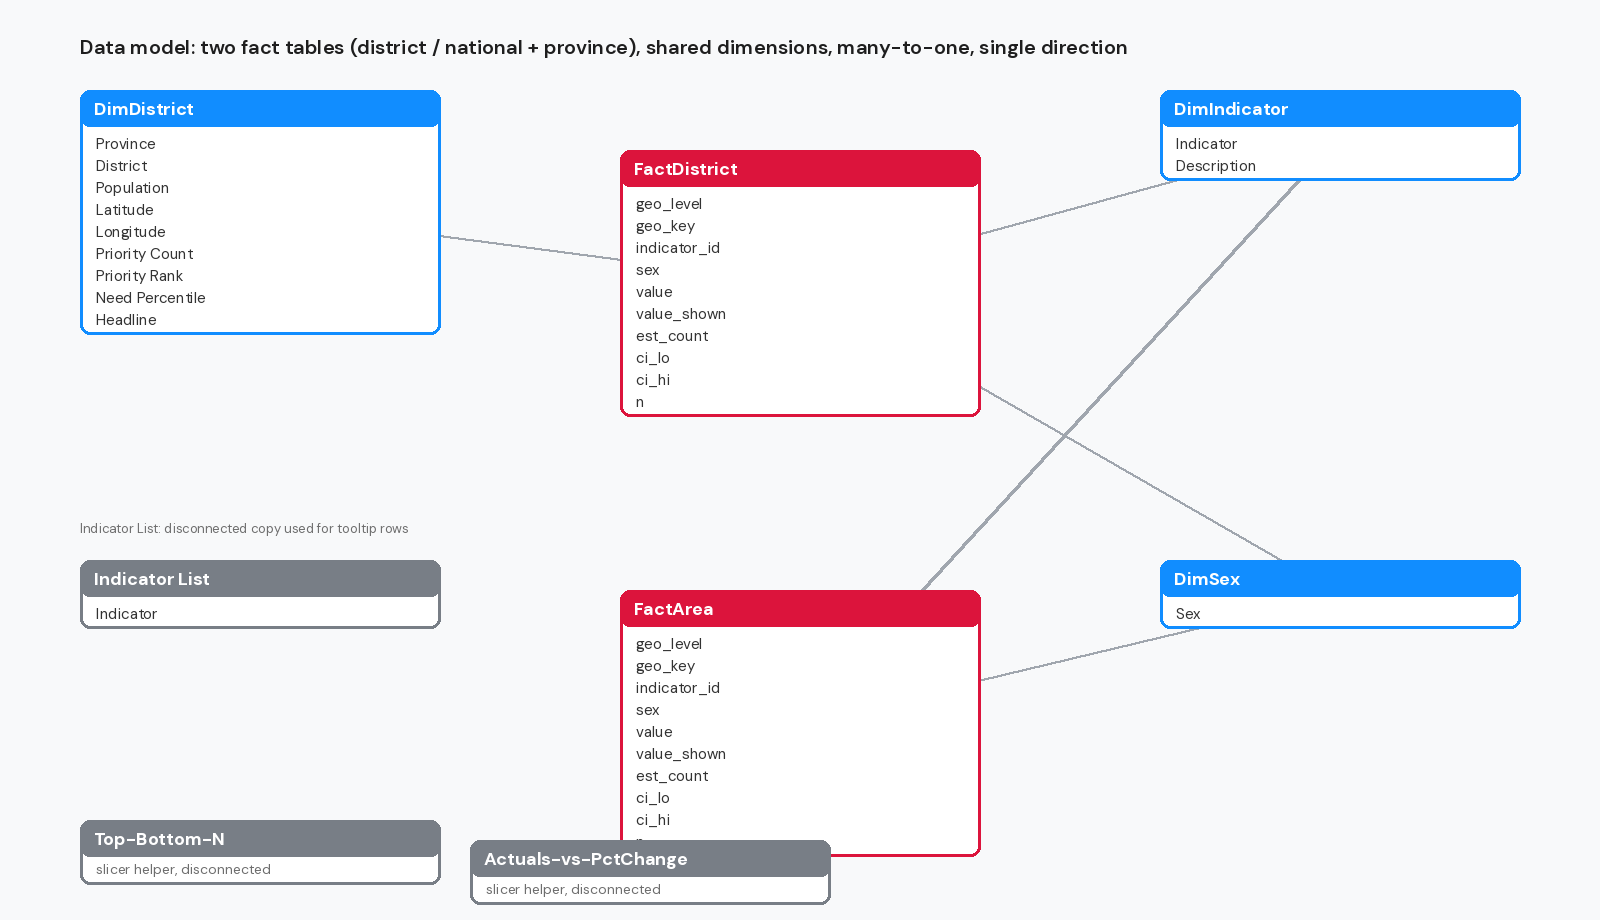 Data model: two fact tables (district / national + province), shared dimensions, many-to-one, single direction
DimDistrict
Province
District
Population
Latitude
Longitude
Priority Count
Priority Rank
Need Percentile
Headline
FactDistrict
geo_level
geo_key
indicator_id
sex
value
value_shown
est_count
ci_lo
ci_hi
n
DimIndicator
Indicator
Description
Indicator List: disconnected copy used for tooltip rows
Indicator List
Indicator
FactArea
geo_level
geo_key
indicator_id
sex
value
value_shown
est_count
ci_lo
ci_hi
DimSex
Sex
Top-Bottom-N
slicer helper, disconnected
Actuals-vs-PctChange
slicer helper, disconnected